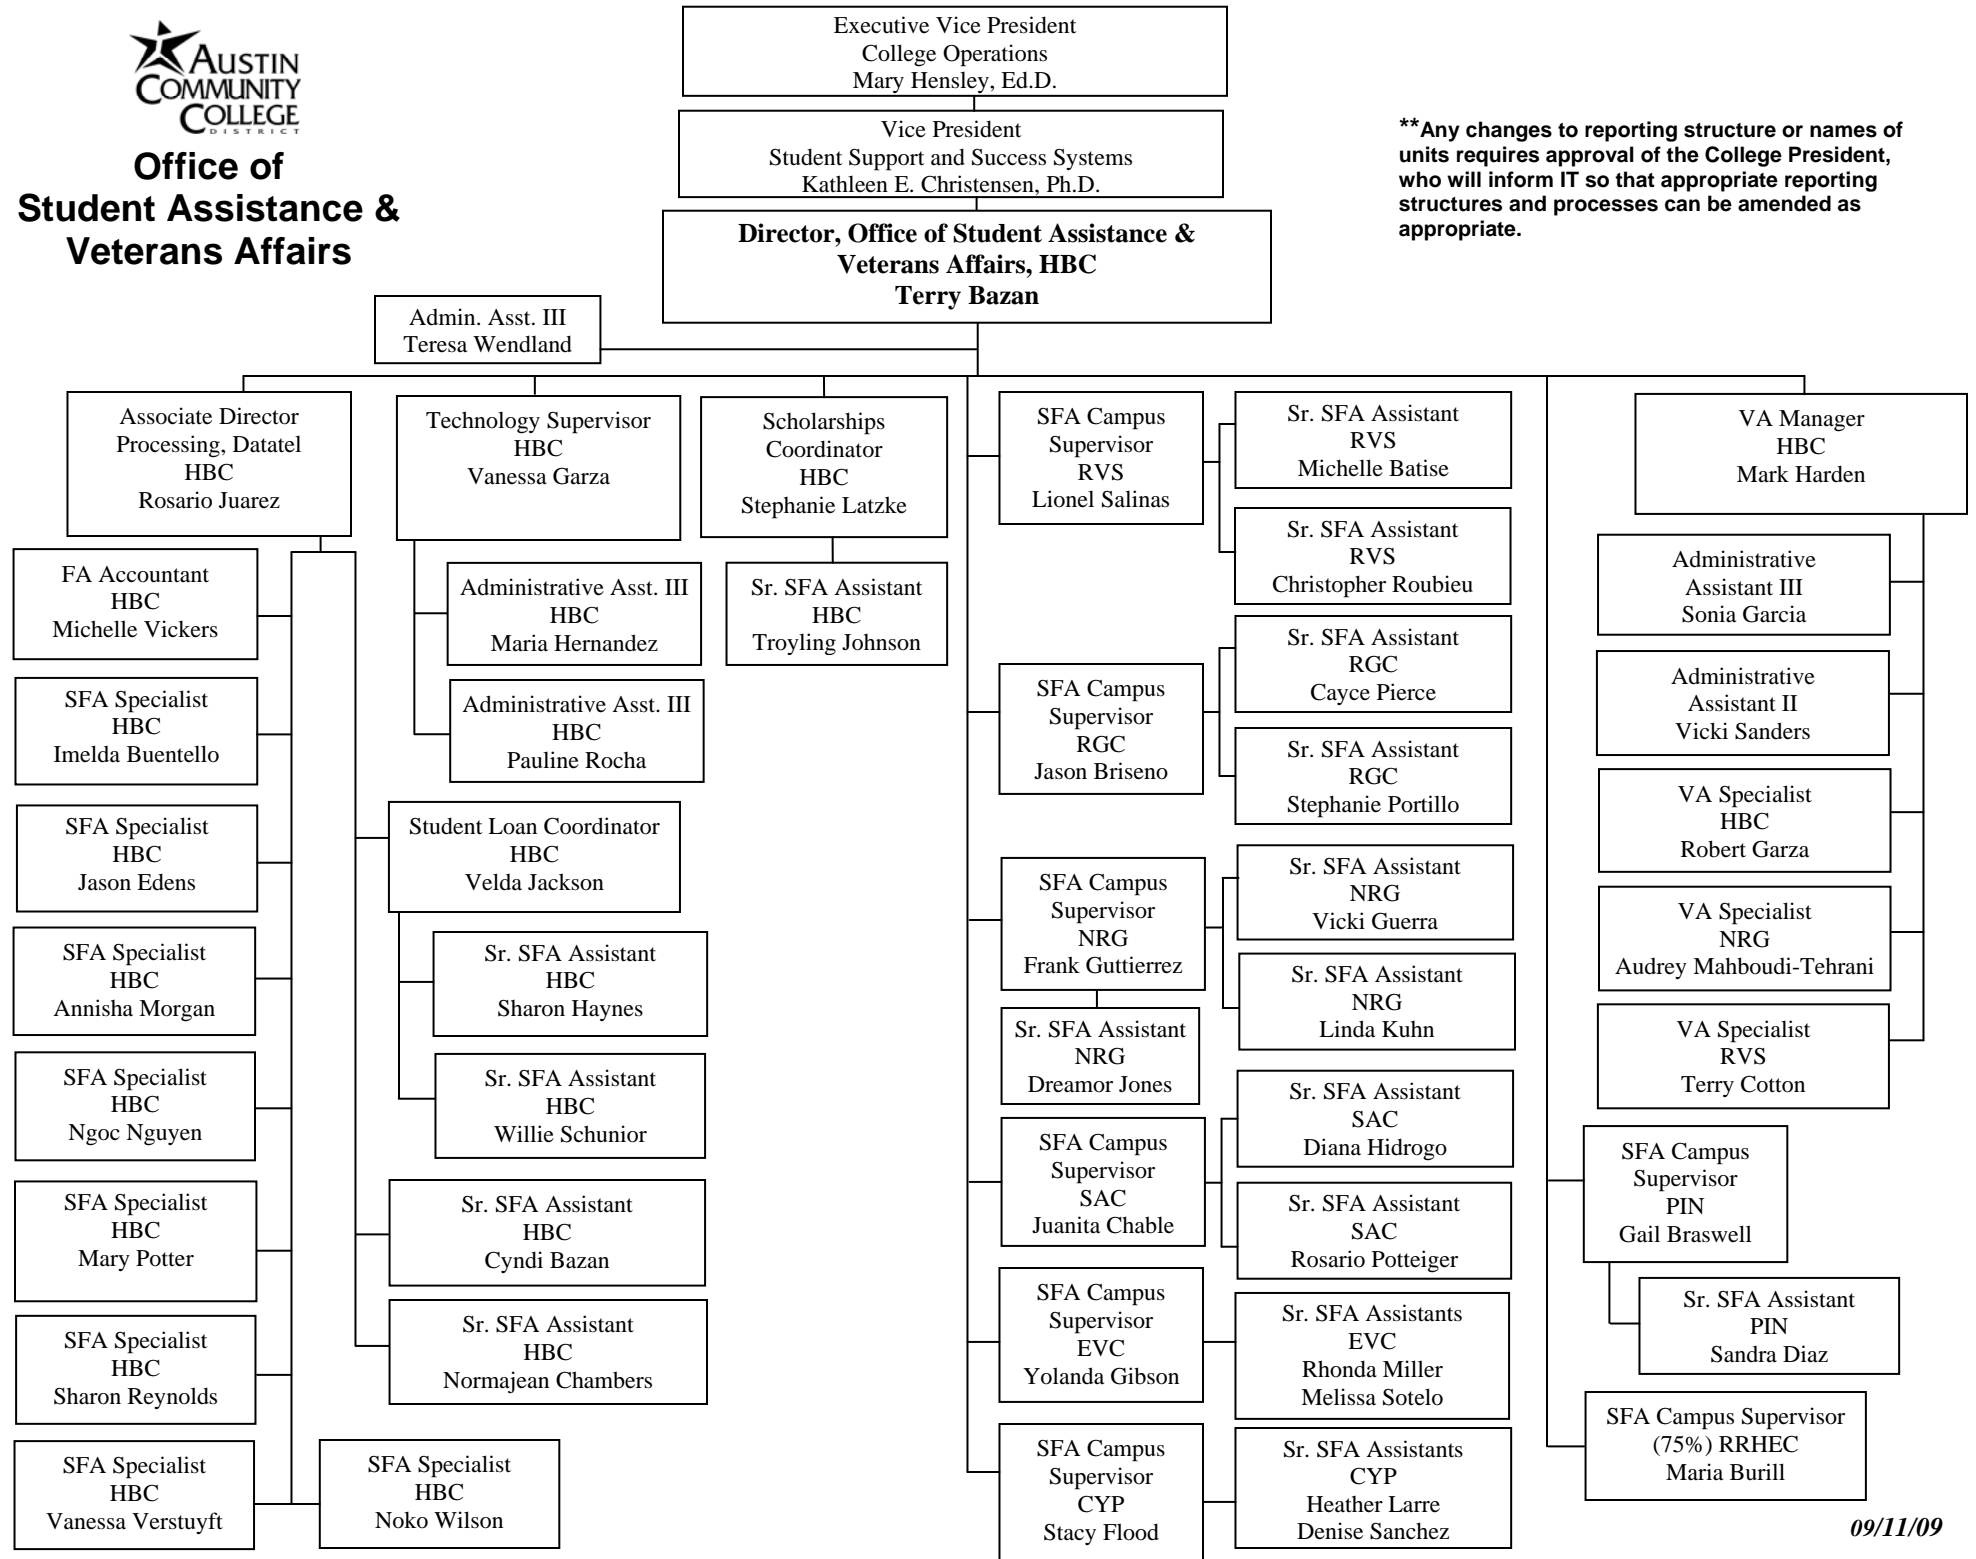 AUSTIN
COMMUNITY
COLLEGE
DISTRICT
Office of
Student Assistance &
Veterans Affairs
Executive Vice President
College Operations
Mary Hensley, Ed.D.
Vice President
Student Support and Success Systems
Kathleen E. Christensen, Ph.D.
Director, Office of Student Assistance &
Veterans Affairs, HBC
Terry Bazan
**Any changes to reporting structure or names of
units requires approval of the College President,
who will inform IT so that appropriate reporting
structures and processes can be amended as
appropriate.
Admin. Asst. III
Teresa Wendland
Associate Director
Processing, Datatel
HBC
Rosario Juarez
FA Accountant
HBC
Michelle Vickers
SFA Specialist
HBC
Imelda Buentello
SFA Specialist
HBC
Jason Edens
SFA Specialist
HBC
Annisha Morgan
SFA Specialist
HBC
Ngoc Nguyen
SFA Specialist
HBC
Mary Potter
SFA Specialist
HBC
Sharon Reynolds
SFA Specialist
HBC
Vanessa Verstuyft
SFA Specialist
HBC
Noko Wilson
Technology Supervisor
HBC
Vanessa Garza
Administrative Asst. III
HBC
Maria Hernandez
Administrative Asst. III
HBC
Pauline Rocha
Student Loan Coordinator
HBC
Velda Jackson
Sr. SFA Assistant
HBC
Sharon Haynes
Sr. SFA Assistant
HBC
Willie Schunior
Sr. SFA Assistant
HBC
Cyndi Bazan
Sr. SFA Assistant
HBC
Normajean Chambers
Scholarships
Coordinator
HBC
Stephanie Latzke
Sr. SFA Assistant
HBC
Troyling Johnson
SFA Campus
Supervisor
RVS
Lionel Salinas
Sr. SFA Assistant
RVS
Michelle Batise
Sr. SFA Assistant
RVS
Christopher Roubieu
SFA Campus
Supervisor
RGC
Jason Briseno
Sr. SFA Assistant
RGC
Cayce Pierce
Sr. SFA Assistant
RGC
Stephanie Portillo
SFA Campus
Supervisor
NRG
Frank Guttierrez
Sr. SFA Assistant
NRG
Vicki Guerra
Sr. SFA Assistant
NRG
Linda Kuhn
Sr. SFA Assistant
NRG
Dreamor Jones
SFA Campus
Supervisor
SAC
Juanita Chable
Sr. SFA Assistant
SAC
Diana Hidrogo
Sr. SFA Assistant
SAC
Rosario Potteiger
SFA Campus
Supervisor
EVC
Yolanda Gibson
Sr. SFA Assistants
EVC
Rhonda Miller
Melissa Sotelo
SFA Campus
Supervisor
CYP
Stacy Flood
Sr. SFA Assistants
CYP
Heather Larre
Denise Sanchez
VA Manager
HBC
Mark Harden
Administrative
Assistant III
Sonia Garcia
Administrative
Assistant II
Vicki Sanders
VA Specialist
HBC
Robert Garza
VA Specialist
NRG
Audrey Mahboudi-Tehrani
VA Specialist
RVS
Terry Cotton
SFA Campus
Supervisor
PIN
Gail Braswell
Sr. SFA Assistant
PIN
Sandra Diaz
SFA Campus Supervisor
(75%) RRHEC
Maria Burill
09/11/09